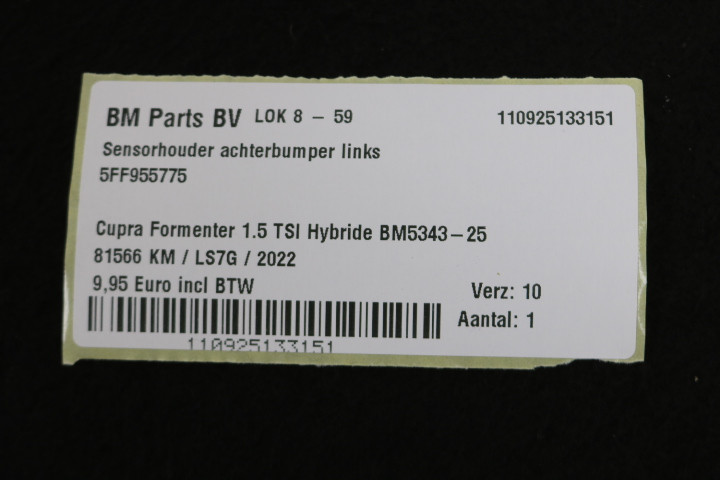 BM Parts BV LOK 8 - 59 110925133151
Sensorhouder achterbumper links
5FF955775
Cupra Formenter 1.5 TSI Hybride BM5343-25
81566 KM / LS7G / 2022
9,95 Euro incl BTW
Verz: 10
Aantal: 1
110925133151